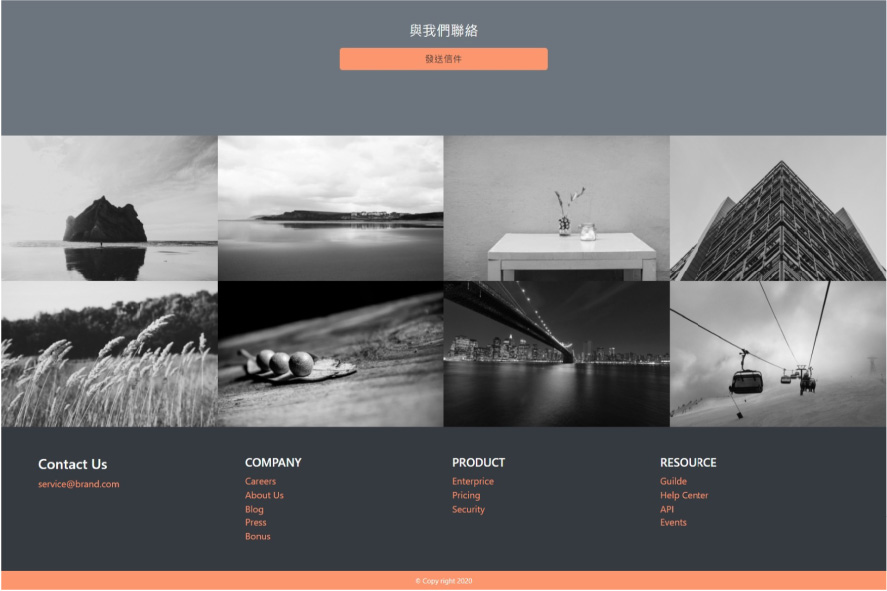 與我們聯絡
發送信件
Contact Us
service@brand.com
COMPANY
Careers
About Us
Blog
Press
Bonus
PRODUCT
Enterprice
Pricing
Security
RESOURCE
Guilde
Help Center
API
Events
© Copy right 2020